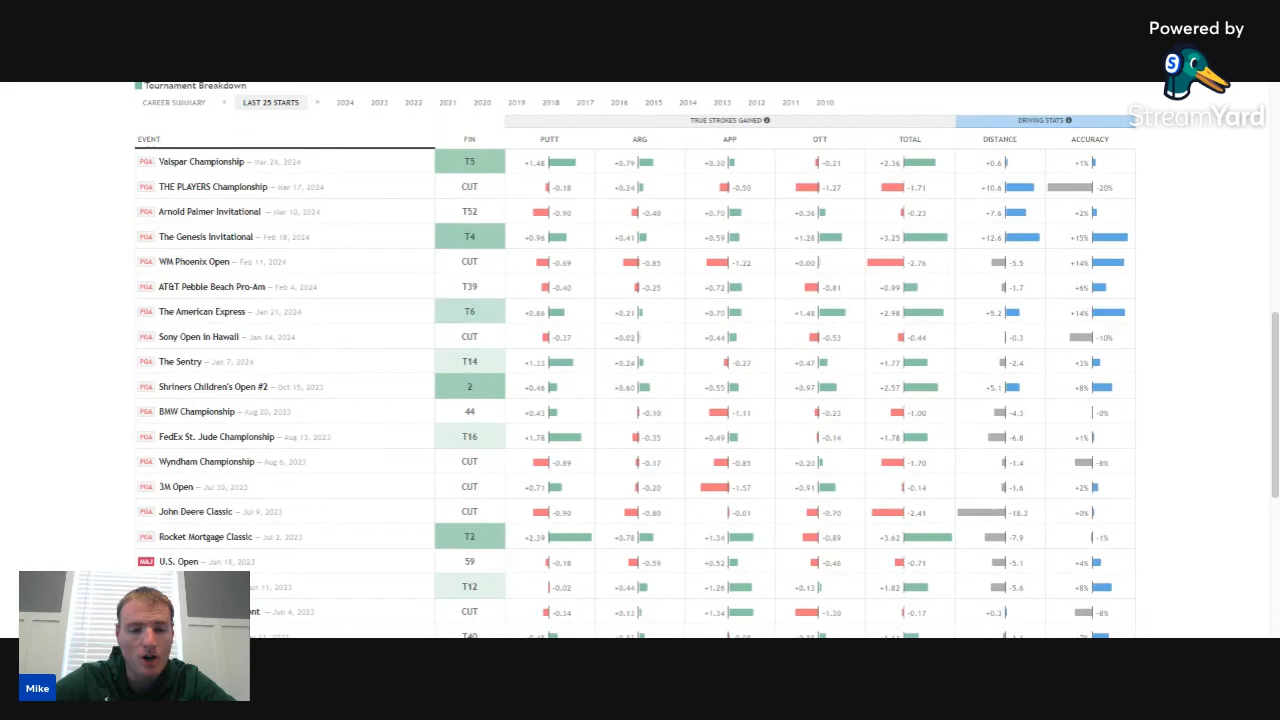 Powered by
StreamYard
Tournament Breakdown
CAREER SUMMARY LAST 25 STARTS 2024 2023 2022 2021 2020 2019 2018 2017 2016 2015 2014 2013 2012 2011 2010
TRUE STROKES GAINED DRIVING STATS
EVENT FIN PUTT ARG APP OTT TOTAL DISTANCE ACCURACY
PGA Valspar Championship — Mar 24, 2024 T5 +1.48 +0.79 +0.30 -0.21 +2.36 +0.6 +1%
PGA THE PLAYERS Championship — Mar 17, 2024 CUT -0.18 +0.24 -0.50 -1.27 -1.71 +10.6 -20%
PGA Arnold Palmer Invitational — Mar 10, 2024 T52 -0.90 -0.40 +0.70 +0.36 -0.23 +7.6 +2%
PGA The Genesis Invitational — Feb 18, 2024 T4 +0.96 +0.41 +0.59 +1.28 +3.25 +12.6 +15%
PGA WM Phoenix Open — Feb 11, 2024 CUT -0.69 -0.85 -1.22 +0.00 -2.76 -5.5 +14%
PGA AT&T Pebble Beach Pro-Am — Feb 4, 2024 T39 -0.40 -0.25 +0.72 -0.81 +0.99 -1.7 +6%
PGA The American Express — Jan 21, 2024 T6 +0.86 +0.21 +0.70 +1.48 +2.98 +5.2 +14%
PGA Sony Open in Hawaii — Jan 14, 2024 CUT -0.37 +0.02 +0.44 -0.53 -0.44 -0.3 -10%
PGA The Sentry — Jan 7, 2024 T14 +1.33 +0.24 -0.27 +0.47 +1.77 -2.4 +3%
PGA Shriners Children's Open #2 — Oct 15, 2023 2 +0.46 +0.60 +0.55 +0.97 +2.57 +5.1 +8%
PGA BMW Championship — Aug 20, 2023 44 +0.43 -0.10 -1.11 -0.23 -1.00 -4.3 -0%
PGA FedEx St. Jude Championship — Aug 13, 2023 T16 +1.78 -0.35 +0.49 -0.14 +1.78 -6.8 +1%
PGA Wyndham Championship — Aug 6, 2023 CUT -0.89 -0.17 -0.85 +0.20 -1.70 -1.4 -8%
PGA 3M Open — Jul 30, 2023 CUT +0.71 -0.20 -1.57 +0.91 -0.14 -1.6 +2%
PGA John Deere Classic — Jul 9, 2023 CUT -0.90 -0.80 -0.01 -0.70 -2.41 -18.3 +0%
PGA Rocket Mortgage Classic — Jul 2, 2023 T2 +2.39 +0.78 +1.34 -0.89 +3.62 -7.9 -1%
MAJ U.S. Open — Jun 18, 2023 59 -0.18 -0.59 +0.52 -0.46 -0.71 -5.1 +4%
11, 2023 T12 -0.02 +0.44 +1.26 +0.13 +1.82 -5.6 +8%
— Jun 4, 2023 CUT -0.34 +0.13 +1.34 -1.30 -0.17 +0.3 -8%
T40
Mike